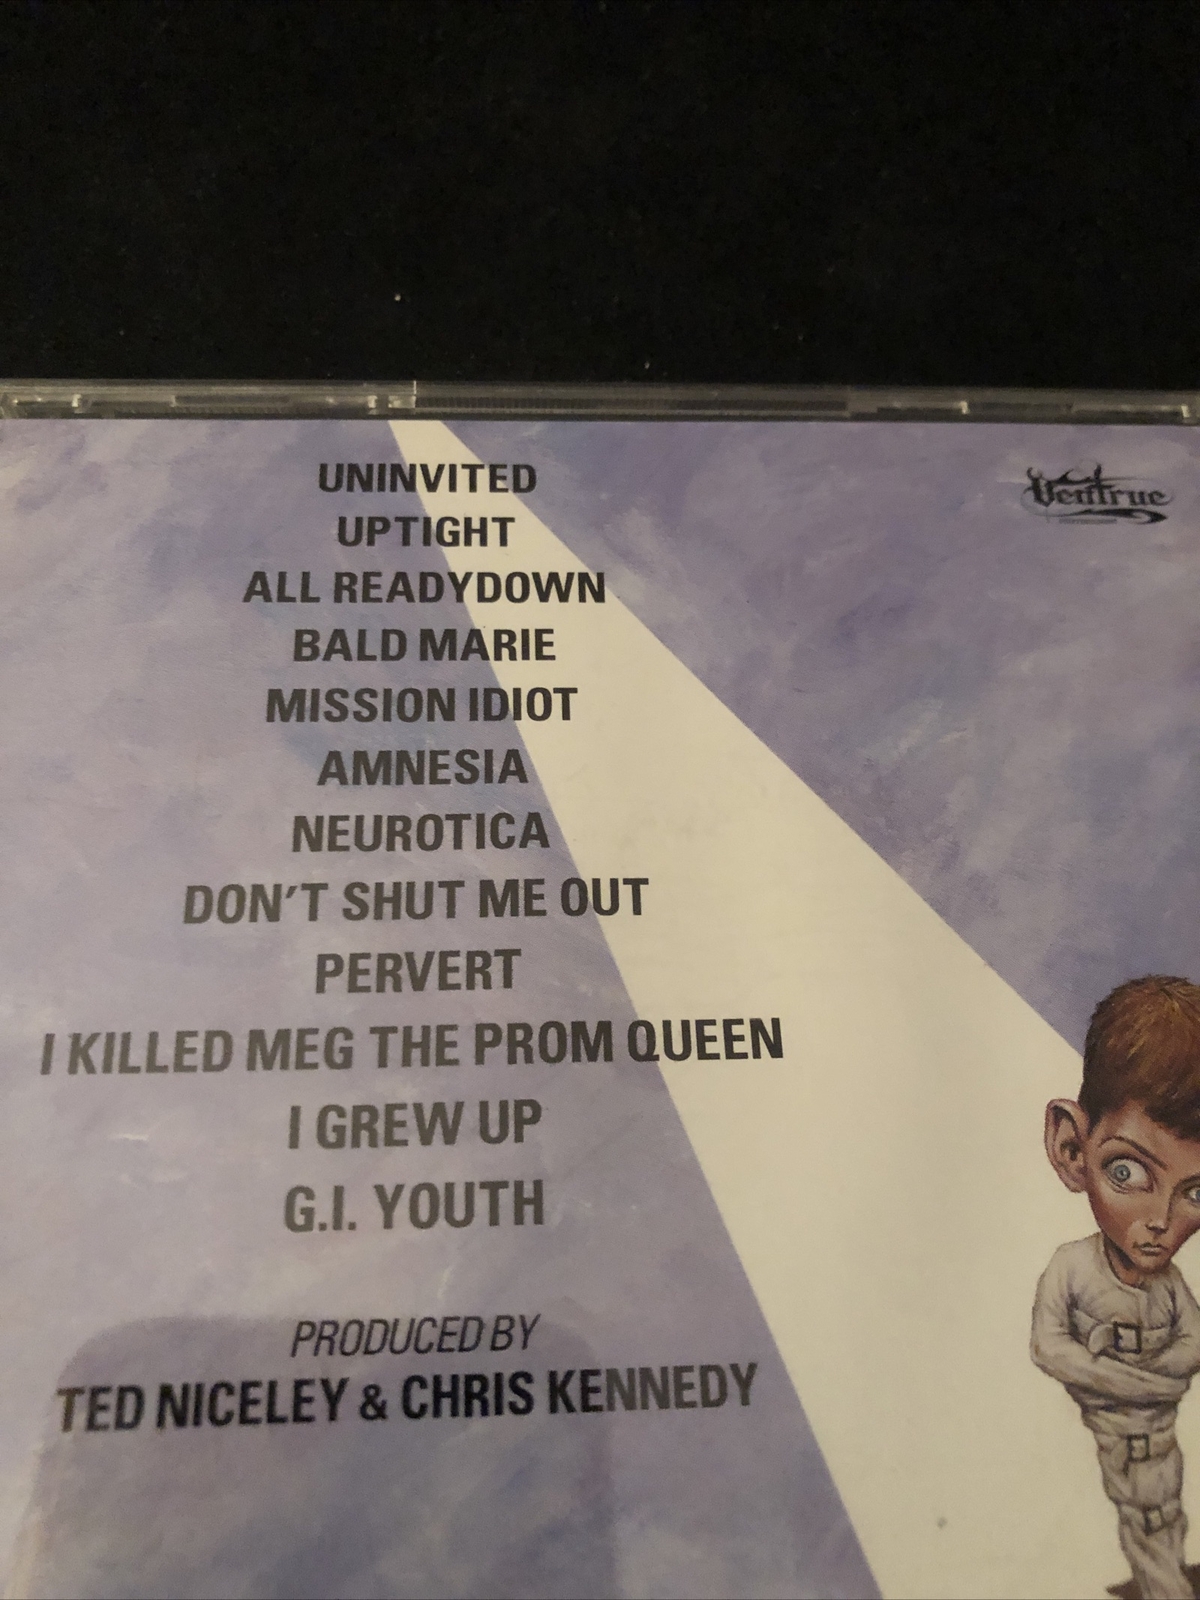 UNINVITED
UPTIGHT
ALL READYDOWN
BALD MARIE
MISSION IDIOT
AMNESIA
NEUROTICA
DON'T SHUT ME OUT
PERVERT
I KILLED MEG THE PROM QUEEN
I GREW UP
G.I. YOUTH
PRODUCED BY
TED NICELEY & CHRIS KENNEDY
Ventrue